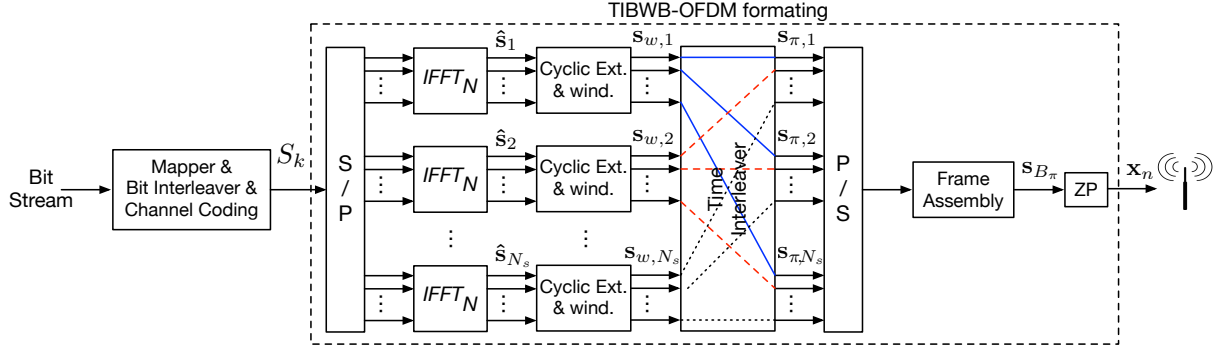 TIBWB-OFDM formating
Bit
Stream
Mapper &
Bit Interleaver &
Channel Coding
S_k
S
/
P
IFFT_N
ŝ_1
Cyclic Ext.
& wind.
s_{w,1}
s_{π,1}
IFFT_N
ŝ_2
Cyclic Ext.
& wind.
s_{w,2}
s_{π,2}
⋮
⋮
IFFT_N
ŝ_{N_s}
Cyclic Ext.
& wind.
s_{w,N_s}
s_{π,N_s}
Time
Interleaver
P
/
S
Frame
Assembly
s_{B_π}
ZP
x_n